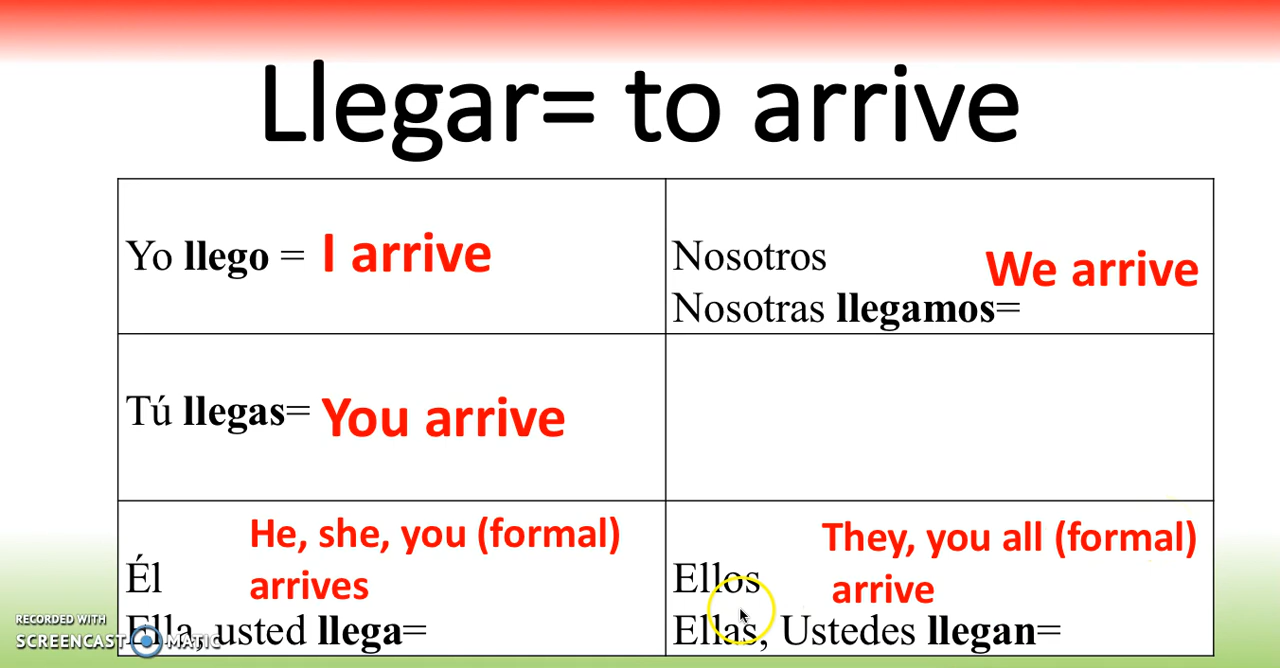 Llegar= to arrive
Yo llego = I arrive
Nosotros
We arrive
Nosotras llegamos=
Tú llegas= You arrive
He, she, you (formal)
arrives
Él
Ella, usted llega=
They, you all (formal)
arrive
Ellos
Ellas, Ustedes llegan=
RECORDED WITH
SCREENCAST MATIC